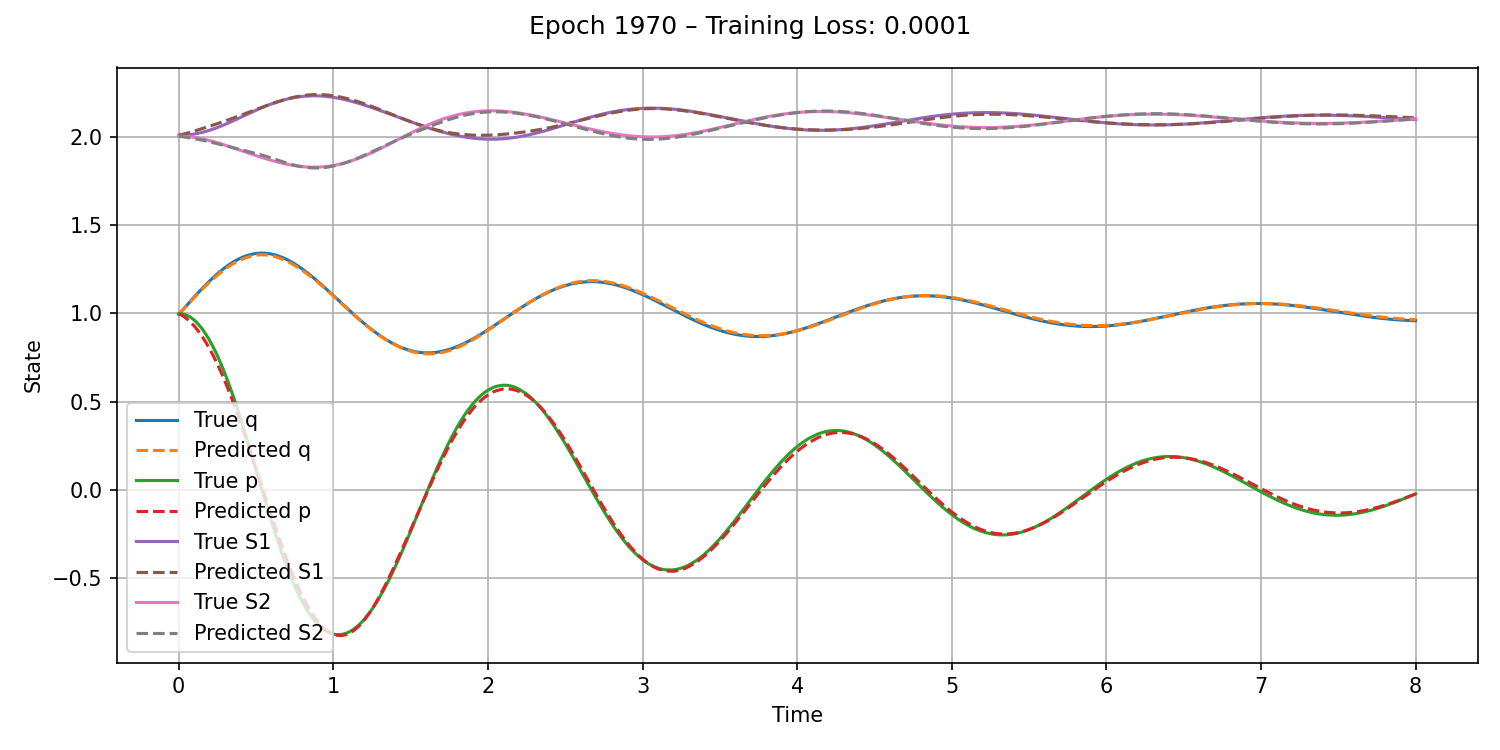 Epoch 1970 – Training Loss: 0.0001
2.0
1.5
1.0
0.5
0.0
−0.5
State
True q
Predicted q
True p
Predicted p
True S1
Predicted S1
True S2
Predicted S2
0 1 2 3 4 5 6 7 8
Time